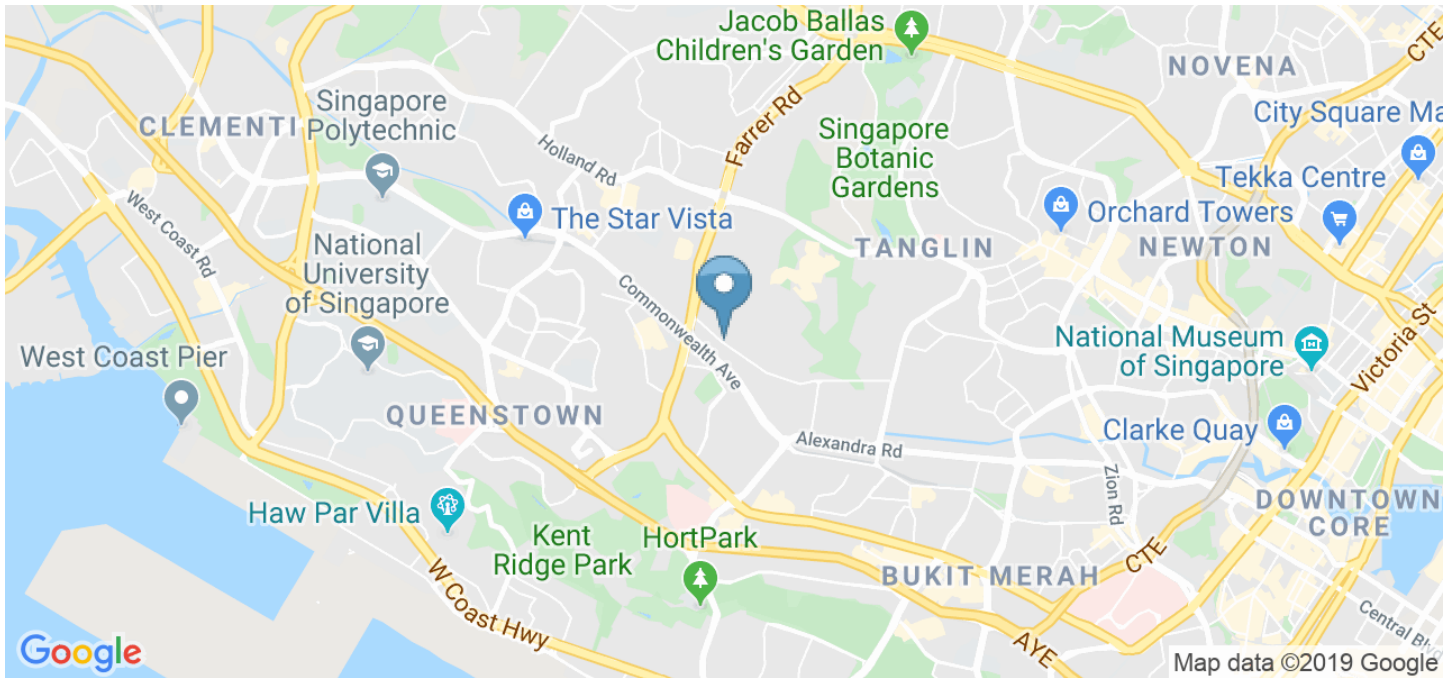 Jacob Ballas
Children's Garden
CTE
NOVENA
City Square Ma
Singapore
Polytechnic
CLEMENTI
Farrer Rd
Holland Rd
Singapore
Botanic
Gardens
Tekka Centre
West Coast Rd
The Star Vista
Orchard Towers
TANGLIN
NEWTON
National
University
of Singapore
Commonwealth Ave
Victoria St
National Museum
of Singapore
West Coast Pier
QUEENSTOWN
Alexandra Rd
Clarke Quay
Zion Rd
DOWNTOWN
CORE
Haw Par Villa
Kent
Ridge Park
HortPark
CTE
BUKIT MERAH
W Coast Hwy
AYE
Central Blvd
Google
Map data ©2019 Google